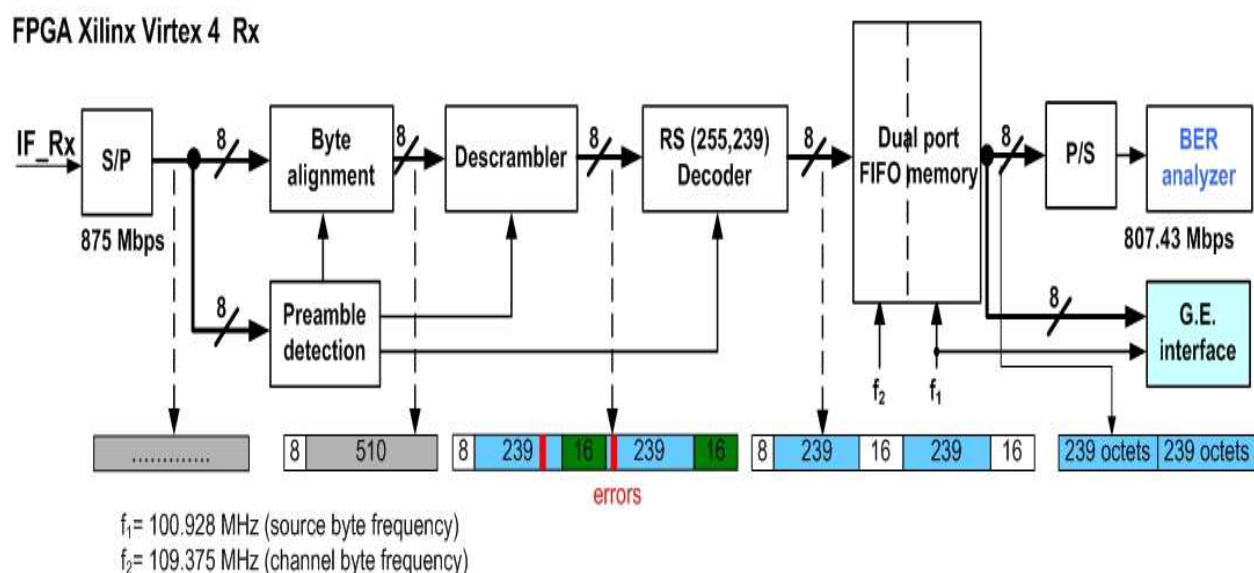 FPGA Xilinx Virtex 4 Rx
IF_Rx
S/P
875 Mbps
8
Byte
alignment
8
Descrambler
8
RS (255,239)
Decoder
8
Dual port
FIFO memory
8
P/S
BER
analyzer
807.43 Mbps
8
Preamble
detection
8
G.E.
interface
f₂
f₁
.............
8
510
8
239
16
239
16
errors
8
239
16
239
16
239 octets
239 octets
f₁= 100.928 MHz (source byte frequency)
f₂= 109.375 MHz (channel byte frequency)